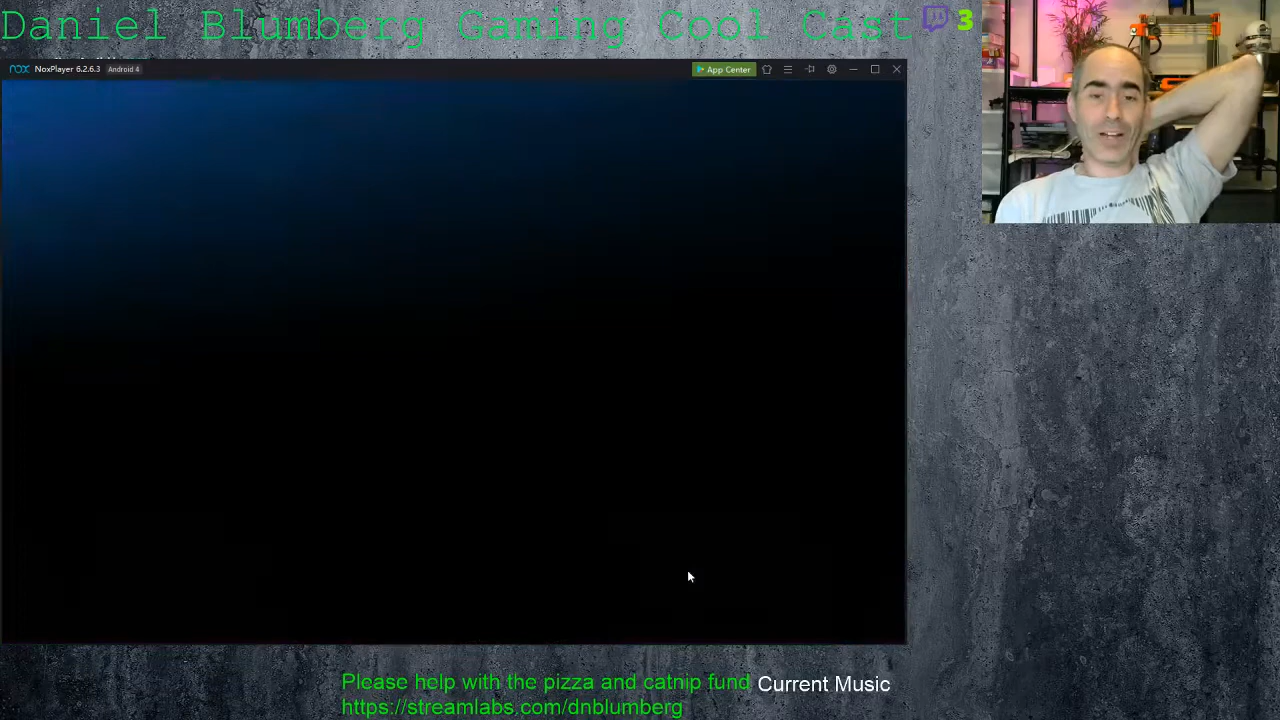 Daniel Blumberg Gaming Cool Cast 3
nox NoxPlayer 6.2.6.3 Android 4
App Center
Please help with the pizza and catnip fund
https://streamlabs.com/dnblumberg
Current Music